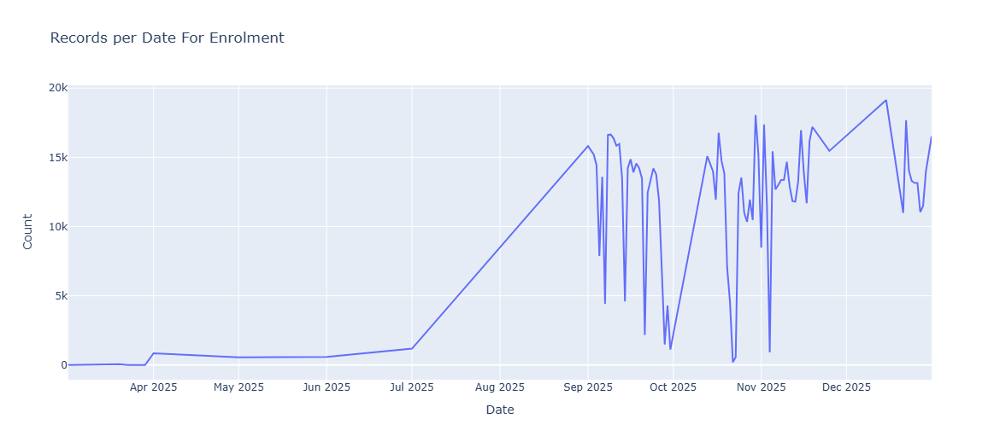 Records per Date For Enrolment
20k
15k
10k
5k
0
Count
Apr 2025
May 2025
Jun 2025
Jul 2025
Aug 2025
Sep 2025
Oct 2025
Nov 2025
Dec 2025
Date